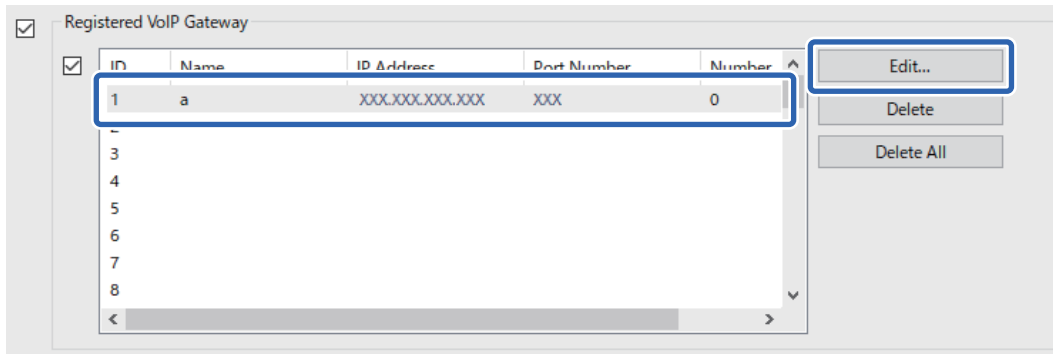 Registered VoIP Gateway
ID Name IP Address Port Number Number
1 a XXX.XXX.XXX.XXX XXX 0
2
3
4
5
6
7
8
Edit...
Delete
Delete All